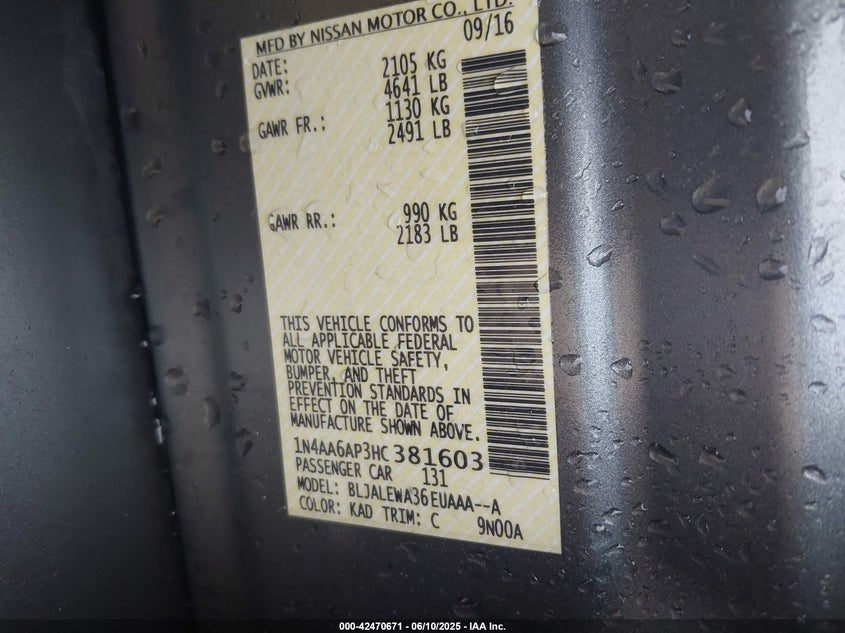 MFD BY NISSAN MOTOR CO., LTD.
DATE: 09/16
GVWR: 2105 KG
4641 LB
GAWR FR.: 1130 KG
2491 LB
GAWR RR.: 990 KG
2183 LB
THIS VEHICLE CONFORMS TO
ALL APPLICABLE FEDERAL
MOTOR VEHICLE SAFETY,
BUMPER, AND THEFT
PREVENTION STANDARDS IN
EFFECT ON THE DATE OF
MANUFACTURE SHOWN ABOVE.
1N4AA6AP3HC381603
PASSENGER CAR 131
MODEL: BLJALEWA36EUAAA--A
COLOR: KAD TRIM: C 9N00A
000-42470671 - 06/10/2025 - IAA Inc.